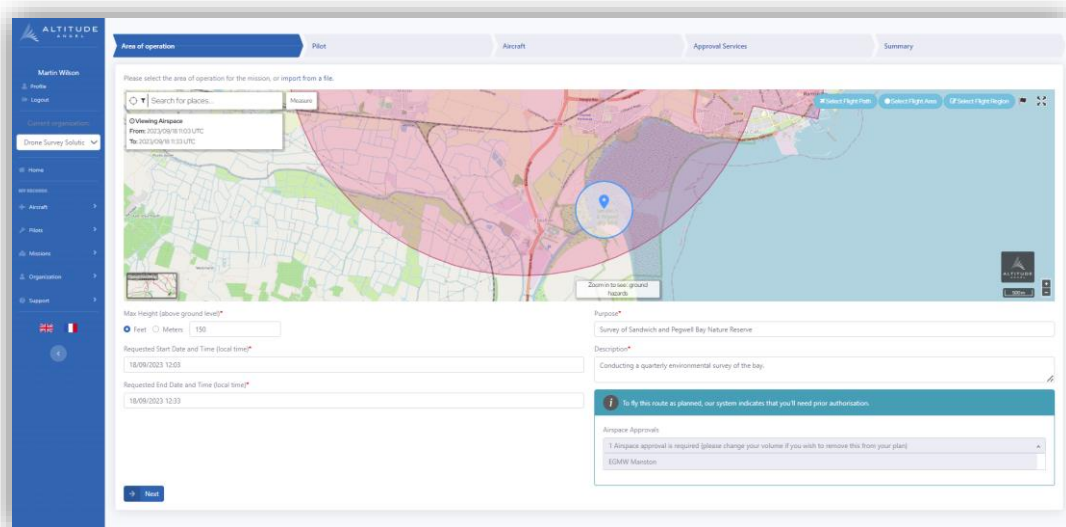 ALTITUDE
ANGEL
Martin Wilson
Profile
Logout
Current organisation
Drone Survey Solutic
Home
Aircraft
Pilots
Missions
Organization
Support
Area of operation
Pilot
Aircraft
Approval Services
Summary
Please select the area of operation for the mission, or import from a file.
Search for places...
Measure
Select Flight Path
Select Flight Area
Select Flight Region
Viewing Airspace
From: 2023/09/18 11:03 UTC
To: 2023/09/18 11:33 UTC
Zoom in to see: ground
hazards
ALTITUDE
ANGEL
500 m
Max Height (above ground level)*
Feet
Meters
150
Requested Start Date and Time (local time)*
18/09/2023 12:03
Requested End Date and Time (local time)*
18/09/2023 12:33
Purpose*
Survey of Sandwich and Pegwell Bay Nature Reserve
Description*
Conducting a quarterly environmental survey of the bay.
To fly this route as planned, our system indicates that you'll need prior authorisation.
Airspace Approvals
1 Airspace approval is required (please change your volume if you wish to remove this from your plan)
EGMW Manston
Next